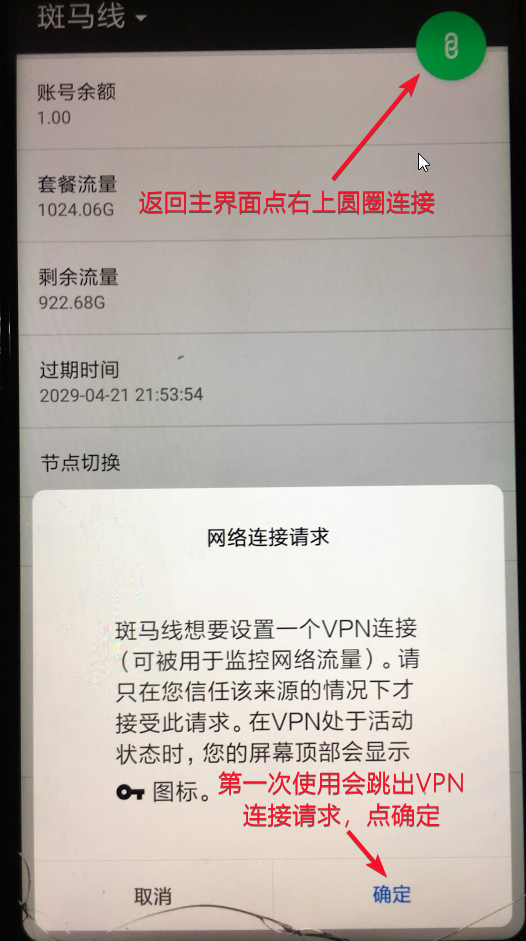 斑马线
账号余额
1.00
套餐流量
1024.06G
返回主界面点右上圆圈连接
剩余流量
922.68G
过期时间
2029-04-21 21:53:54
节点切换
网络连接请求
斑马线想要设置一个VPN连接
（可被用于监控网络流量）。请
只在您信任该来源的情况下才
接受此请求。在VPN处于活动
状态时，您的屏幕顶部会显示
图标。
第一次使用会跳出VPN
连接请求，点确定
取消
确定